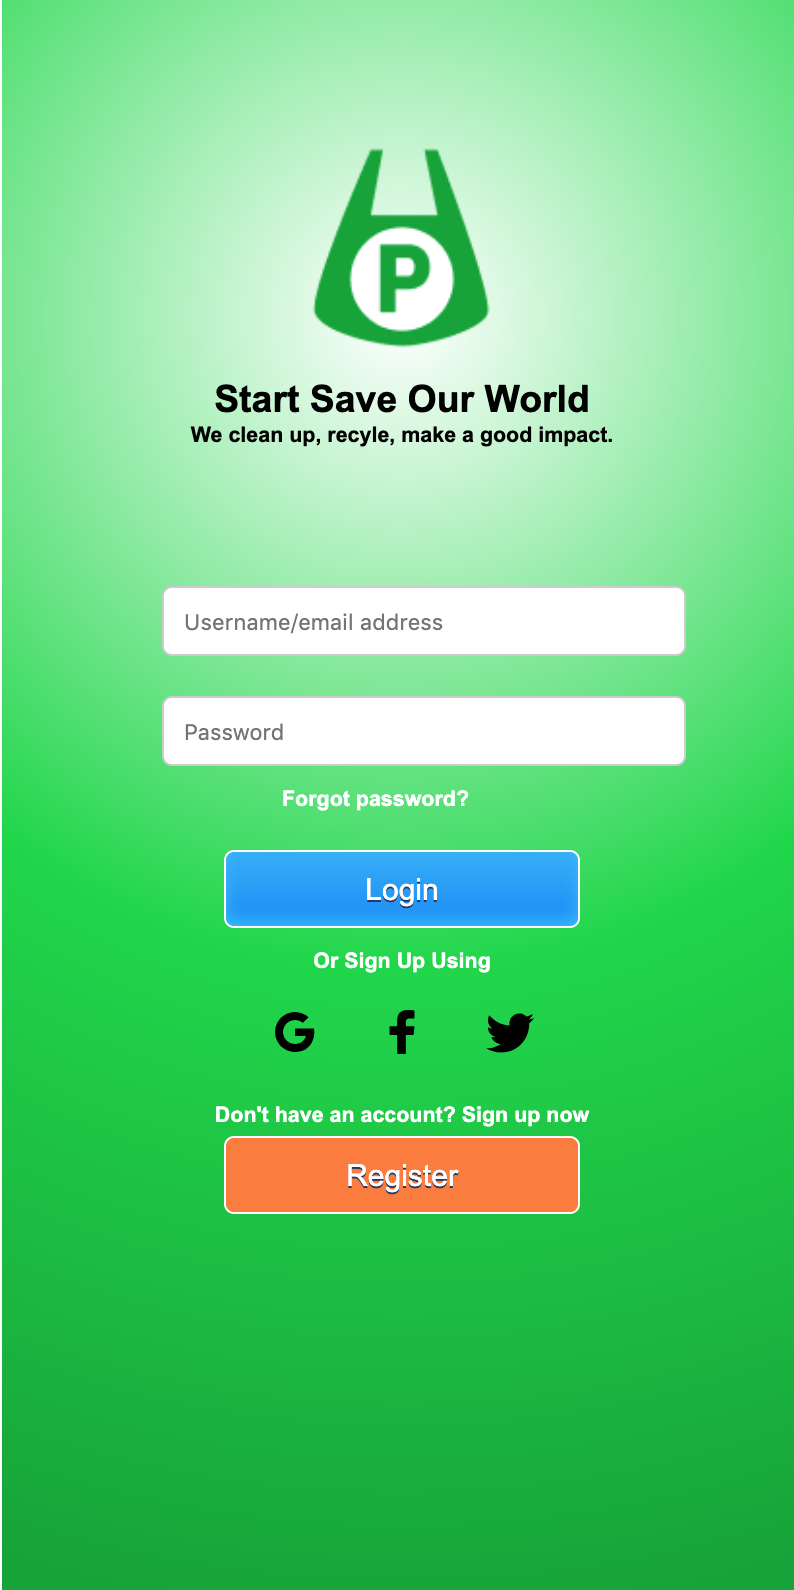 P
Start Save Our World
We clean up, recyle, make a good impact.
Username/email address
Password
Forgot password?
Login
Or Sign Up Using
G f
Don't have an account? Sign up now
Register